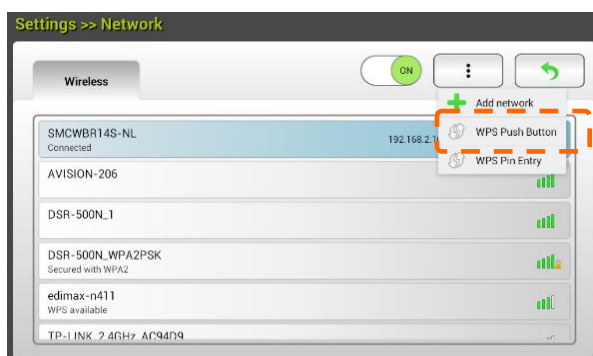 Settings >> Network
Wireless
ON
Add network
WPS Push Button
WPS Pin Entry
SMCWBR14S-NL
Connected
192.168.2.1
AVISION-206
DSR-500N_1
DSR-500N_WPA2PSK
Secured with WPA2
edimax-n411
WPS available
TP-LINK_2.4GHz_AC94D9